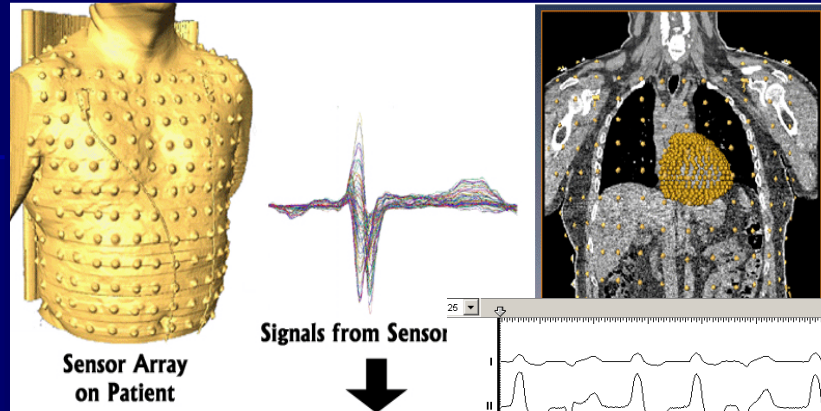 Sensor Array
on Patient
Signals from Sensor
25
I
II